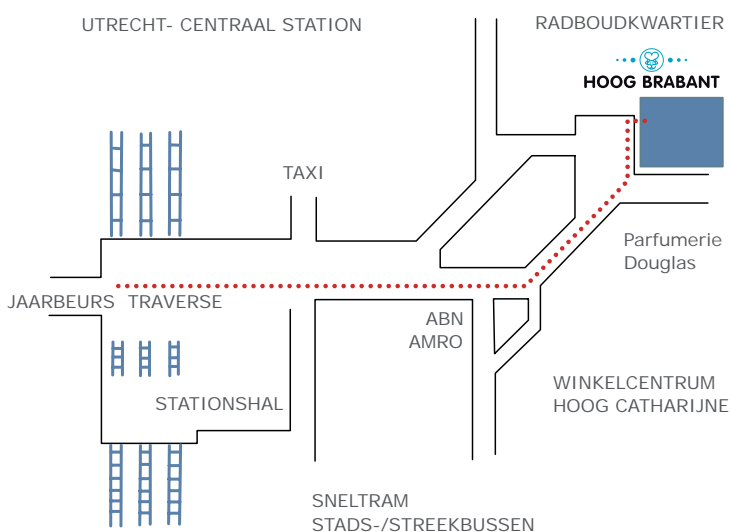 UTRECHT- CENTRAAL STATION
RADBOUDKWARTIER
HOOG BRABANT
TAXI
Parfumerie
Douglas
JAARBEURS TRAVERSE
ABN
AMRO
STATIONSHAL
WINKELCENTRUM
HOOG CATHARIJNE
SNELTRAM
STADS-/STREEKBUSSEN